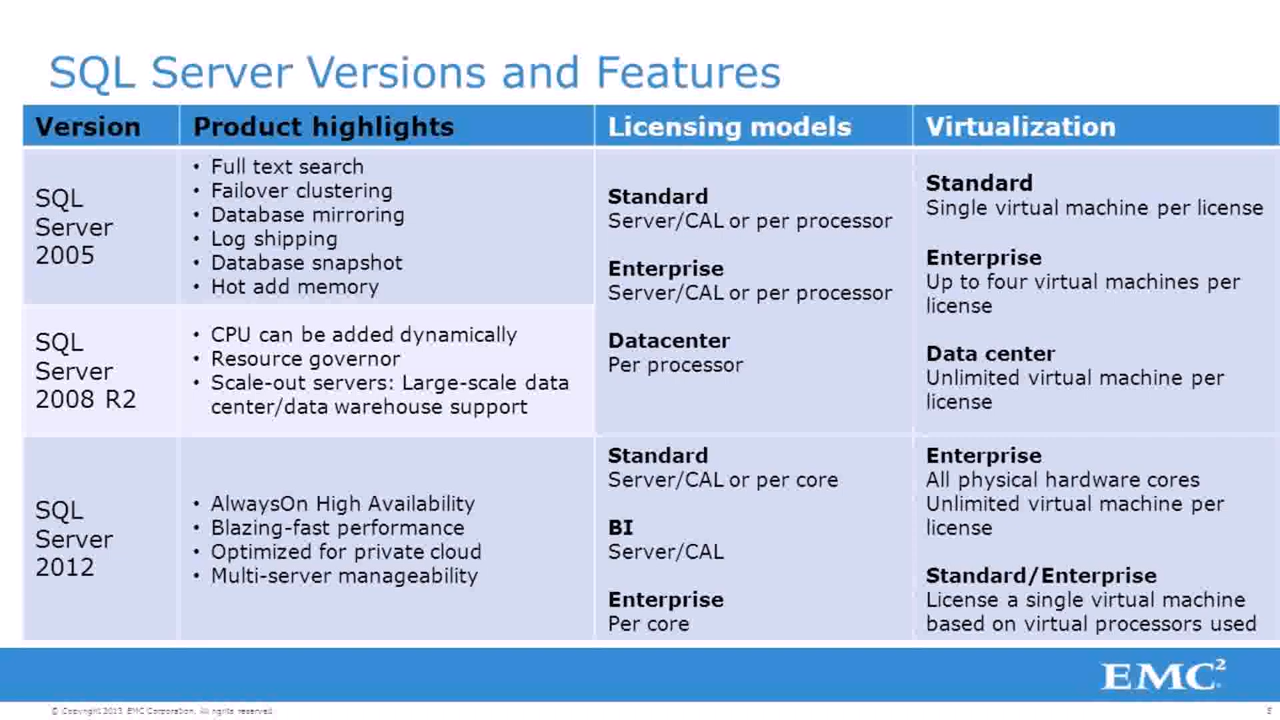 SQL Server Versions and Features
Version
Product highlights
Licensing models
Virtualization
SQL
Server
2005
• Full text search
• Failover clustering
• Database mirroring
• Log shipping
• Database snapshot
• Hot add memory
SQL
Server
2008 R2
• CPU can be added dynamically
• Resource governor
• Scale-out servers: Large-scale data
center/data warehouse support
Standard
Server/CAL or per processor
Enterprise
Server/CAL or per processor
Datacenter
Per processor
Standard
Single virtual machine per license
Enterprise
Up to four virtual machines per
license
Data center
Unlimited virtual machine per
license
SQL
Server
2012
• AlwaysOn High Availability
• Blazing-fast performance
• Optimized for private cloud
• Multi-server manageability
Standard
Server/CAL or per core
BI
Server/CAL
Enterprise
Per core
Enterprise
All physical hardware cores
Unlimited virtual machine per
license
Standard/Enterprise
License a single virtual machine
based on virtual processors used
EMC²
© Copyright 2013 EMC Corporation. All rights reserved.